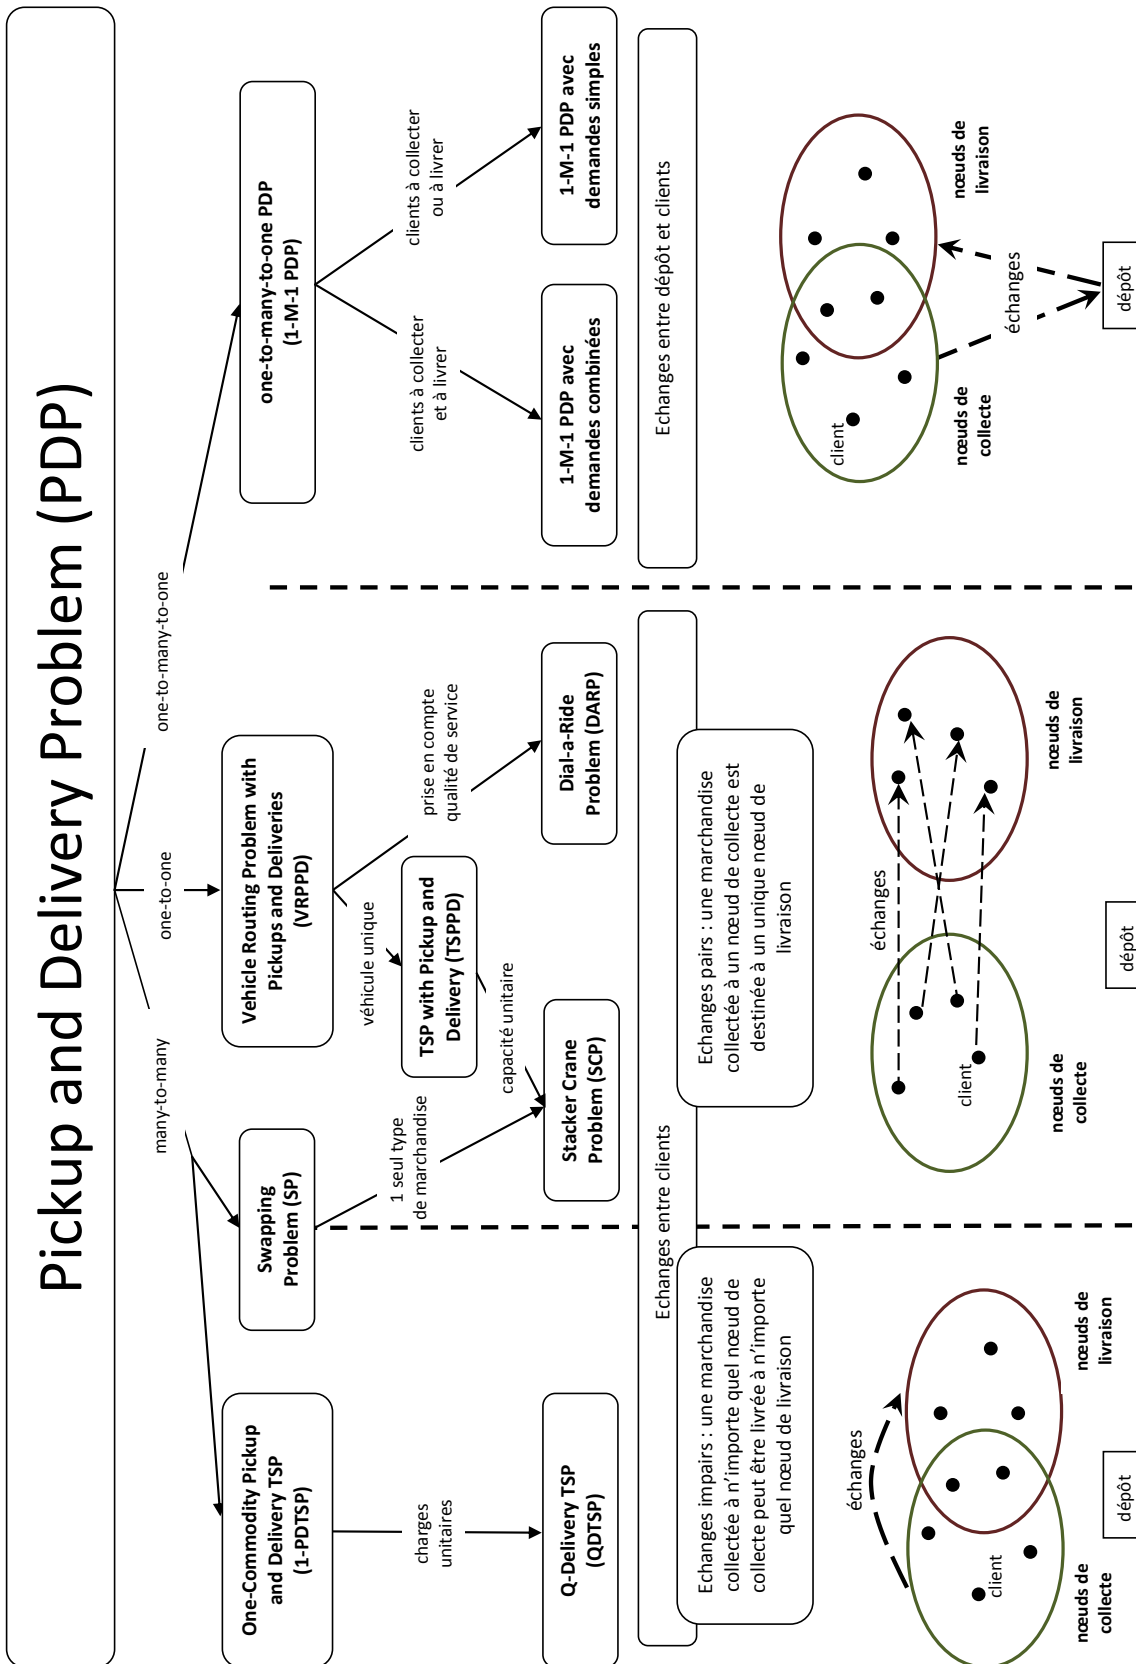 Pickup and Delivery Problem (PDP)
many-to-many
one-to-one
one-to-many-to-one
One-Commodity Pickup
and Delivery TSP
(1-PDTSP)
Swapping
Problem (SP)
Vehicle Routing Problem with
Pickups and Deliveries
(VRPPD)
one-to-many-to-one PDP
(1-M-1 PDP)
charges
unitaires
1 seul type
de marchandise
véhicule unique
TSP with Pickup and
Delivery (TSPPD)
capacité unitaire
prise en compte
qualité de service
clients à collecter
et à livrer
clients à collecter
ou à livrer
Q-Delivery TSP
(QDTSP)
Stacker Crane
Problem (SCP)
Dial-a-Ride
Problem (DARP)
1-M-1 PDP avec
demandes combinées
1-M-1 PDP avec
demandes simples
Echanges entre clients
Echanges entre dépôt et clients
Echanges impairs : une marchandise
collectée à n’importe quel nœud de
collecte peut être livrée à n’importe
quel nœud de livraison
Echanges pairs : une marchandise
collectée à un nœud de collecte est
destinée à un unique nœud de
livraison
échanges
client
nœuds de
collecte
nœuds de
livraison
dépôt
échanges
client
nœuds de
collecte
nœuds de
livraison
dépôt
client
nœuds de
collecte
nœuds de
livraison
échanges
dépôt